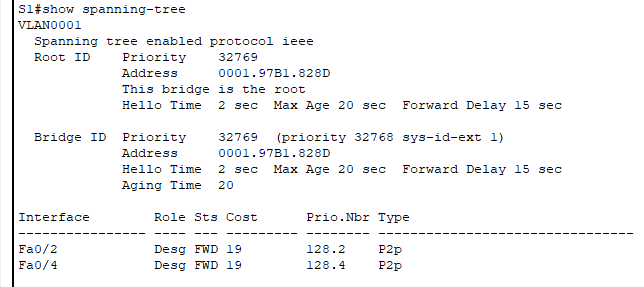 S1#show spanning-tree
VLAN0001
  Spanning tree enabled protocol ieee
  Root ID    Priority    32769
             Address     0001.97B1.828D
             This bridge is the root
             Hello Time  2 sec  Max Age 20 sec  Forward Delay 15 sec

  Bridge ID  Priority    32769  (priority 32768 sys-id-ext 1)
             Address     0001.97B1.828D
             Hello Time  2 sec  Max Age 20 sec  Forward Delay 15 sec
             Aging Time  20

Interface        Role Sts Cost      Prio.Nbr Type
---------------- ---- --- --------- -------- --------------------------------
Fa0/2            Desg FWD 19        128.2    P2p
Fa0/4            Desg FWD 19        128.4    P2p